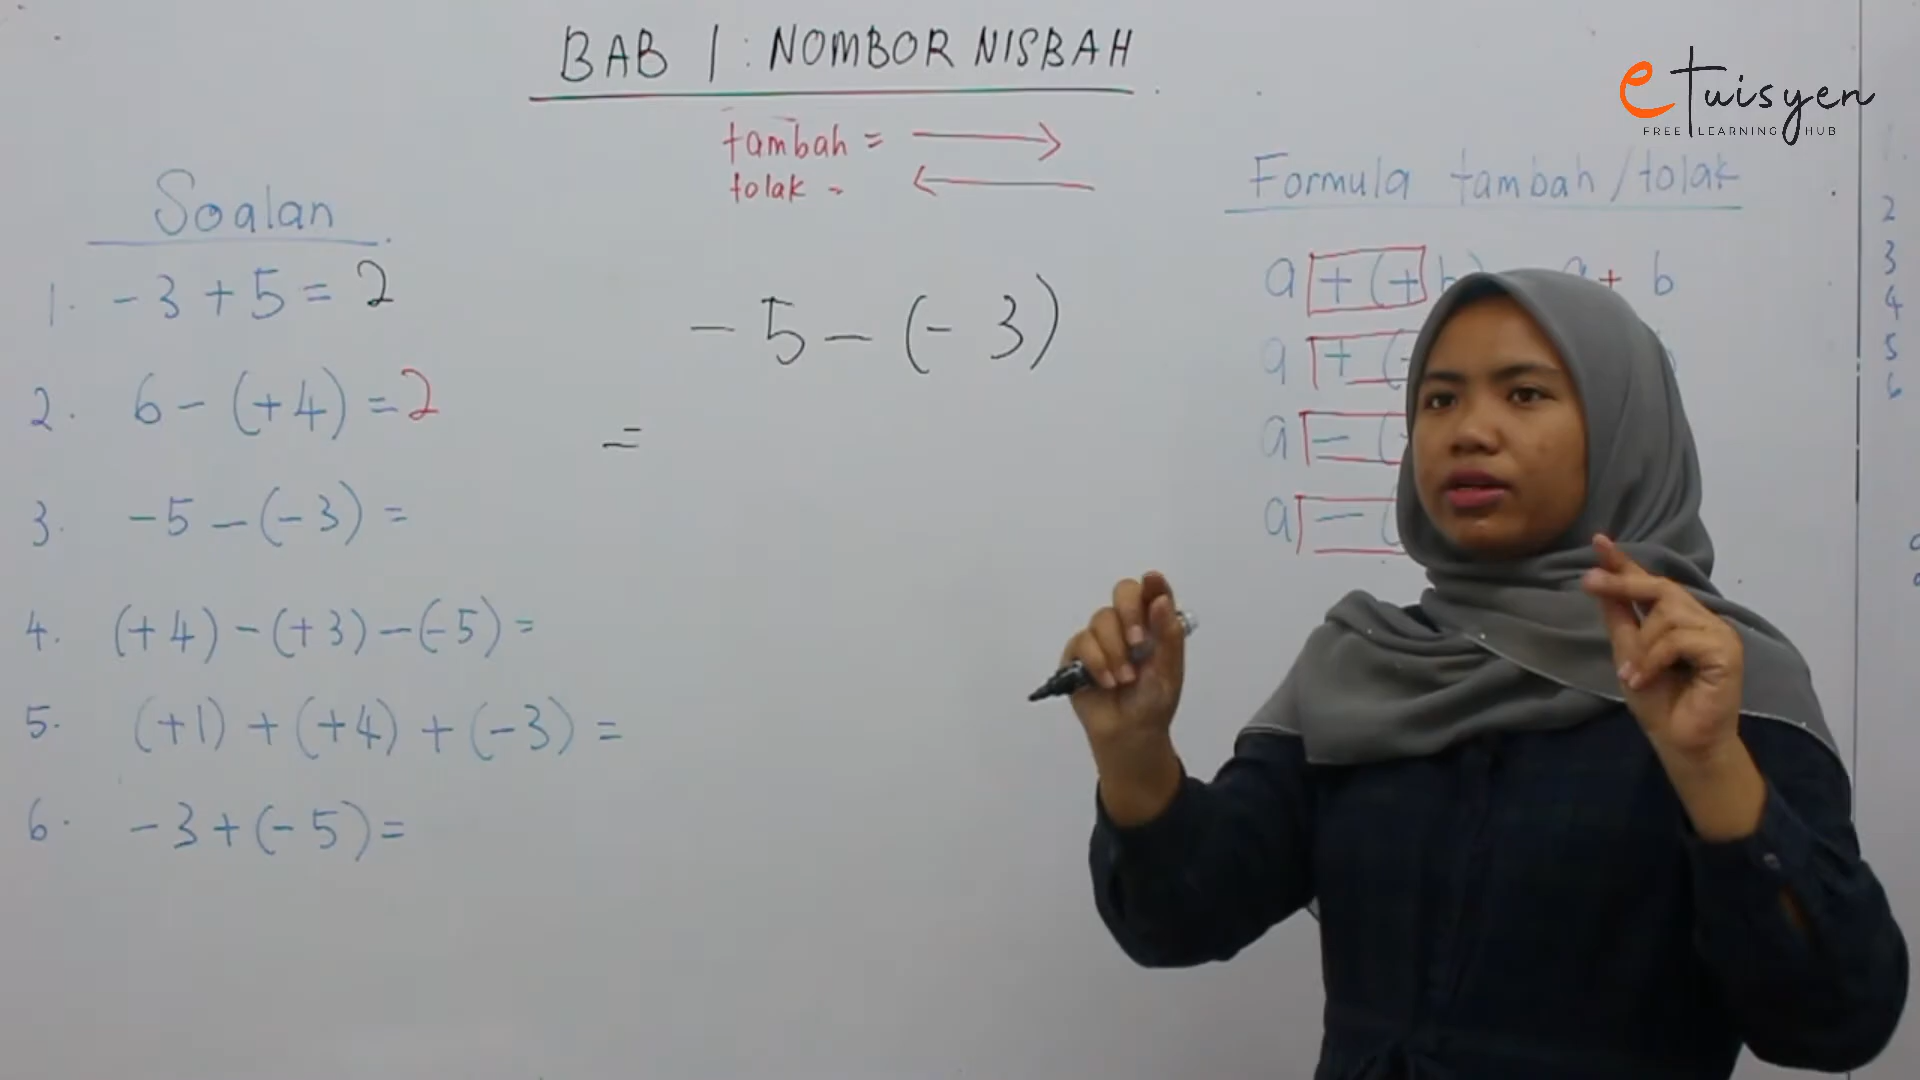 BAB 1 : NOMBOR NISBAH
eTuisyen
FREE LEARNING HUB
tambah = →
tolak = ←
Soalan
1. -3 + 5 = 2
2. 6 - (+4) = 2
3. -5 - (-3) =
4. (+4) - (+3) - (-5) =
5. (+1) + (+4) + (-3) =
6. -3 + (-5) =
- 5 - (- 3)
=
Formula tambah / tolak
a + (+ b) a + b
a + (
a - (
a - (
2
3
4
5
6